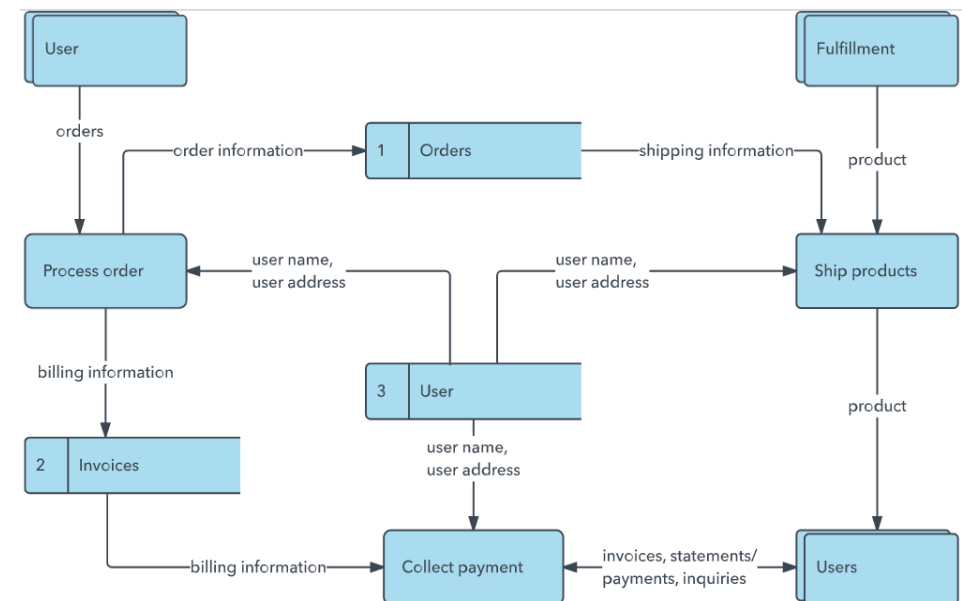 User
Fulfillment
orders
order information
1
Orders
shipping information
product
Process order
user name,
user address
user name,
user address
Ship products
billing information
3
User
product
user name,
user address
2
Invoices
billing information
Collect payment
invoices, statements/
payments, inquiries
Users